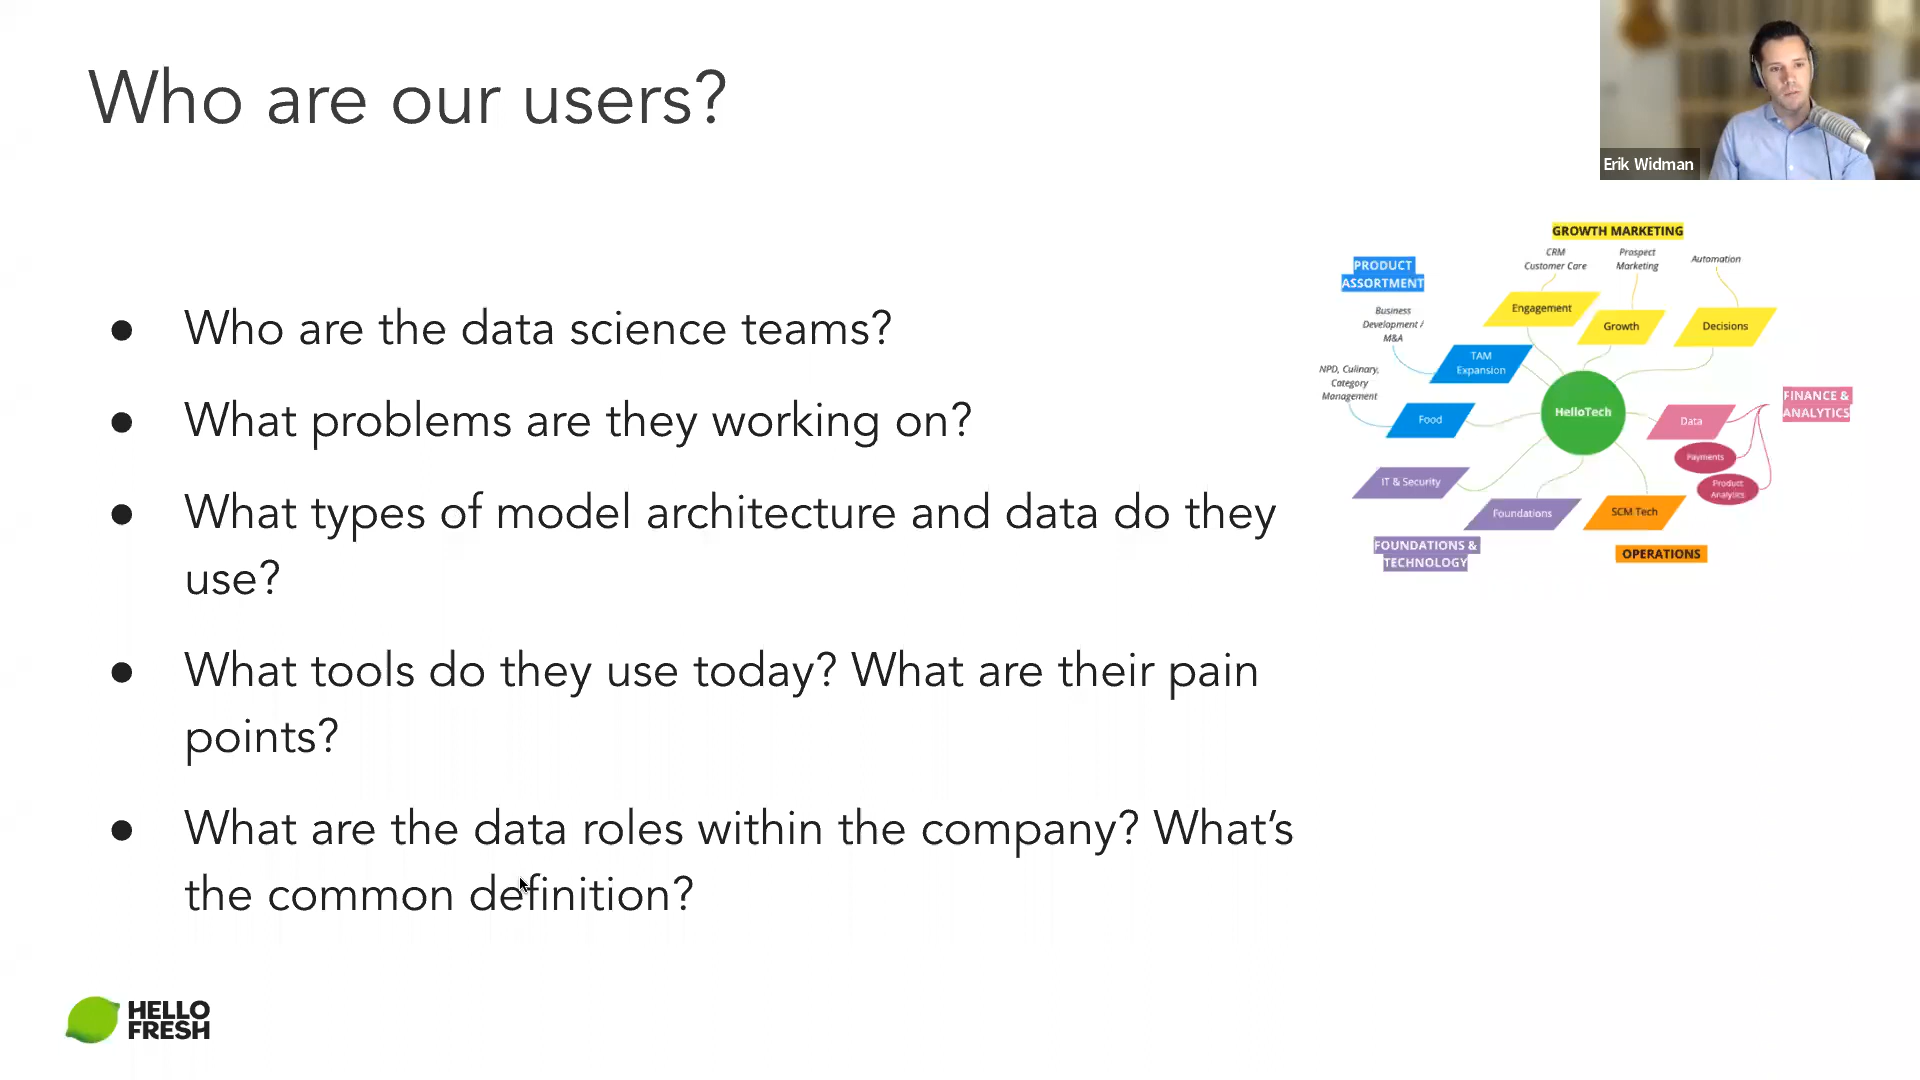 Who are our users?
Erik Widman
● Who are the data science teams?
● What problems are they working on?
● What types of model architecture and data do they
use?
● What tools do they use today? What are their pain
points?
● What are the data roles within the company? What’s
the common definition?
GROWTH MARKETING
CRM
Customer Care
Prospect
Marketing
Automation
PRODUCT
ASSORTMENT
Business
Development /
M&A
NPD, Culinary,
Category
Management
Engagement
Growth
Decisions
TAM
Expansion
Food
HelloTech
Data
Payments
Product
Analytics
FINANCE &
ANALYTICS
IT & Security
Foundations
SCM Tech
FOUNDATIONS &
TECHNOLOGY
OPERATIONS
HELLO
FRESH